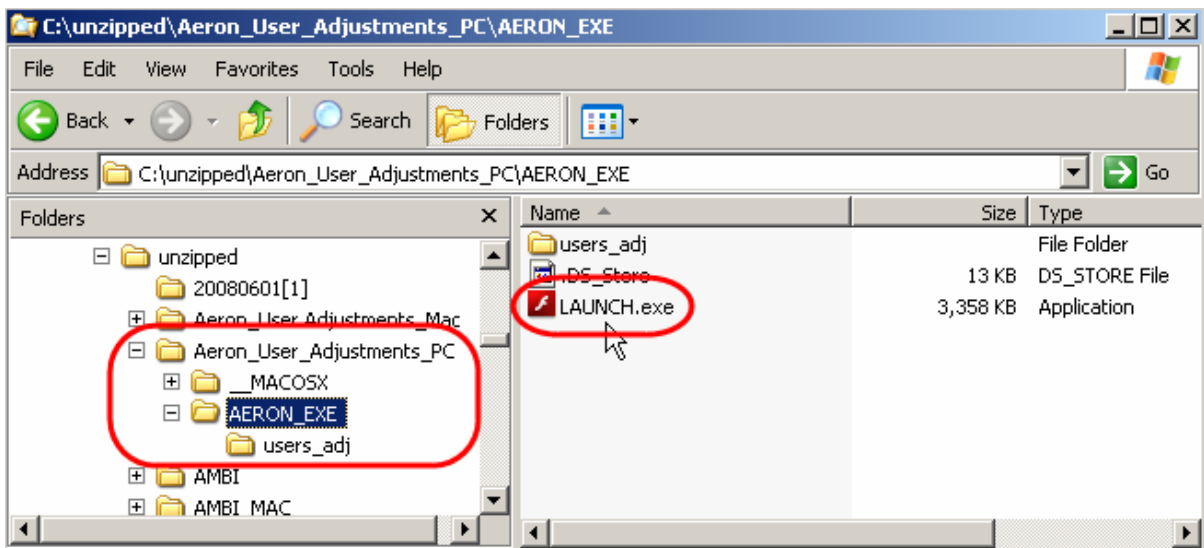 C:\unzipped\Aeron_User_Adjustments_PC\AERON_EXE
File Edit View Favorites Tools Help
Back Search Folders
Address C:\unzipped\Aeron_User_Adjustments_PC\AERON_EXE Go
Folders
unzipped
20080601[1]
Aeron_User_Adjustments_Mac
Aeron_User_Adjustments_PC
__MACOSX
AERON_EXE
users_adj
AMBI
AMBI_MAC
Name Size Type
users_adj File Folder
.DS_Store 13 KB DS_STORE File
LAUNCH.exe 3,358 KB Application